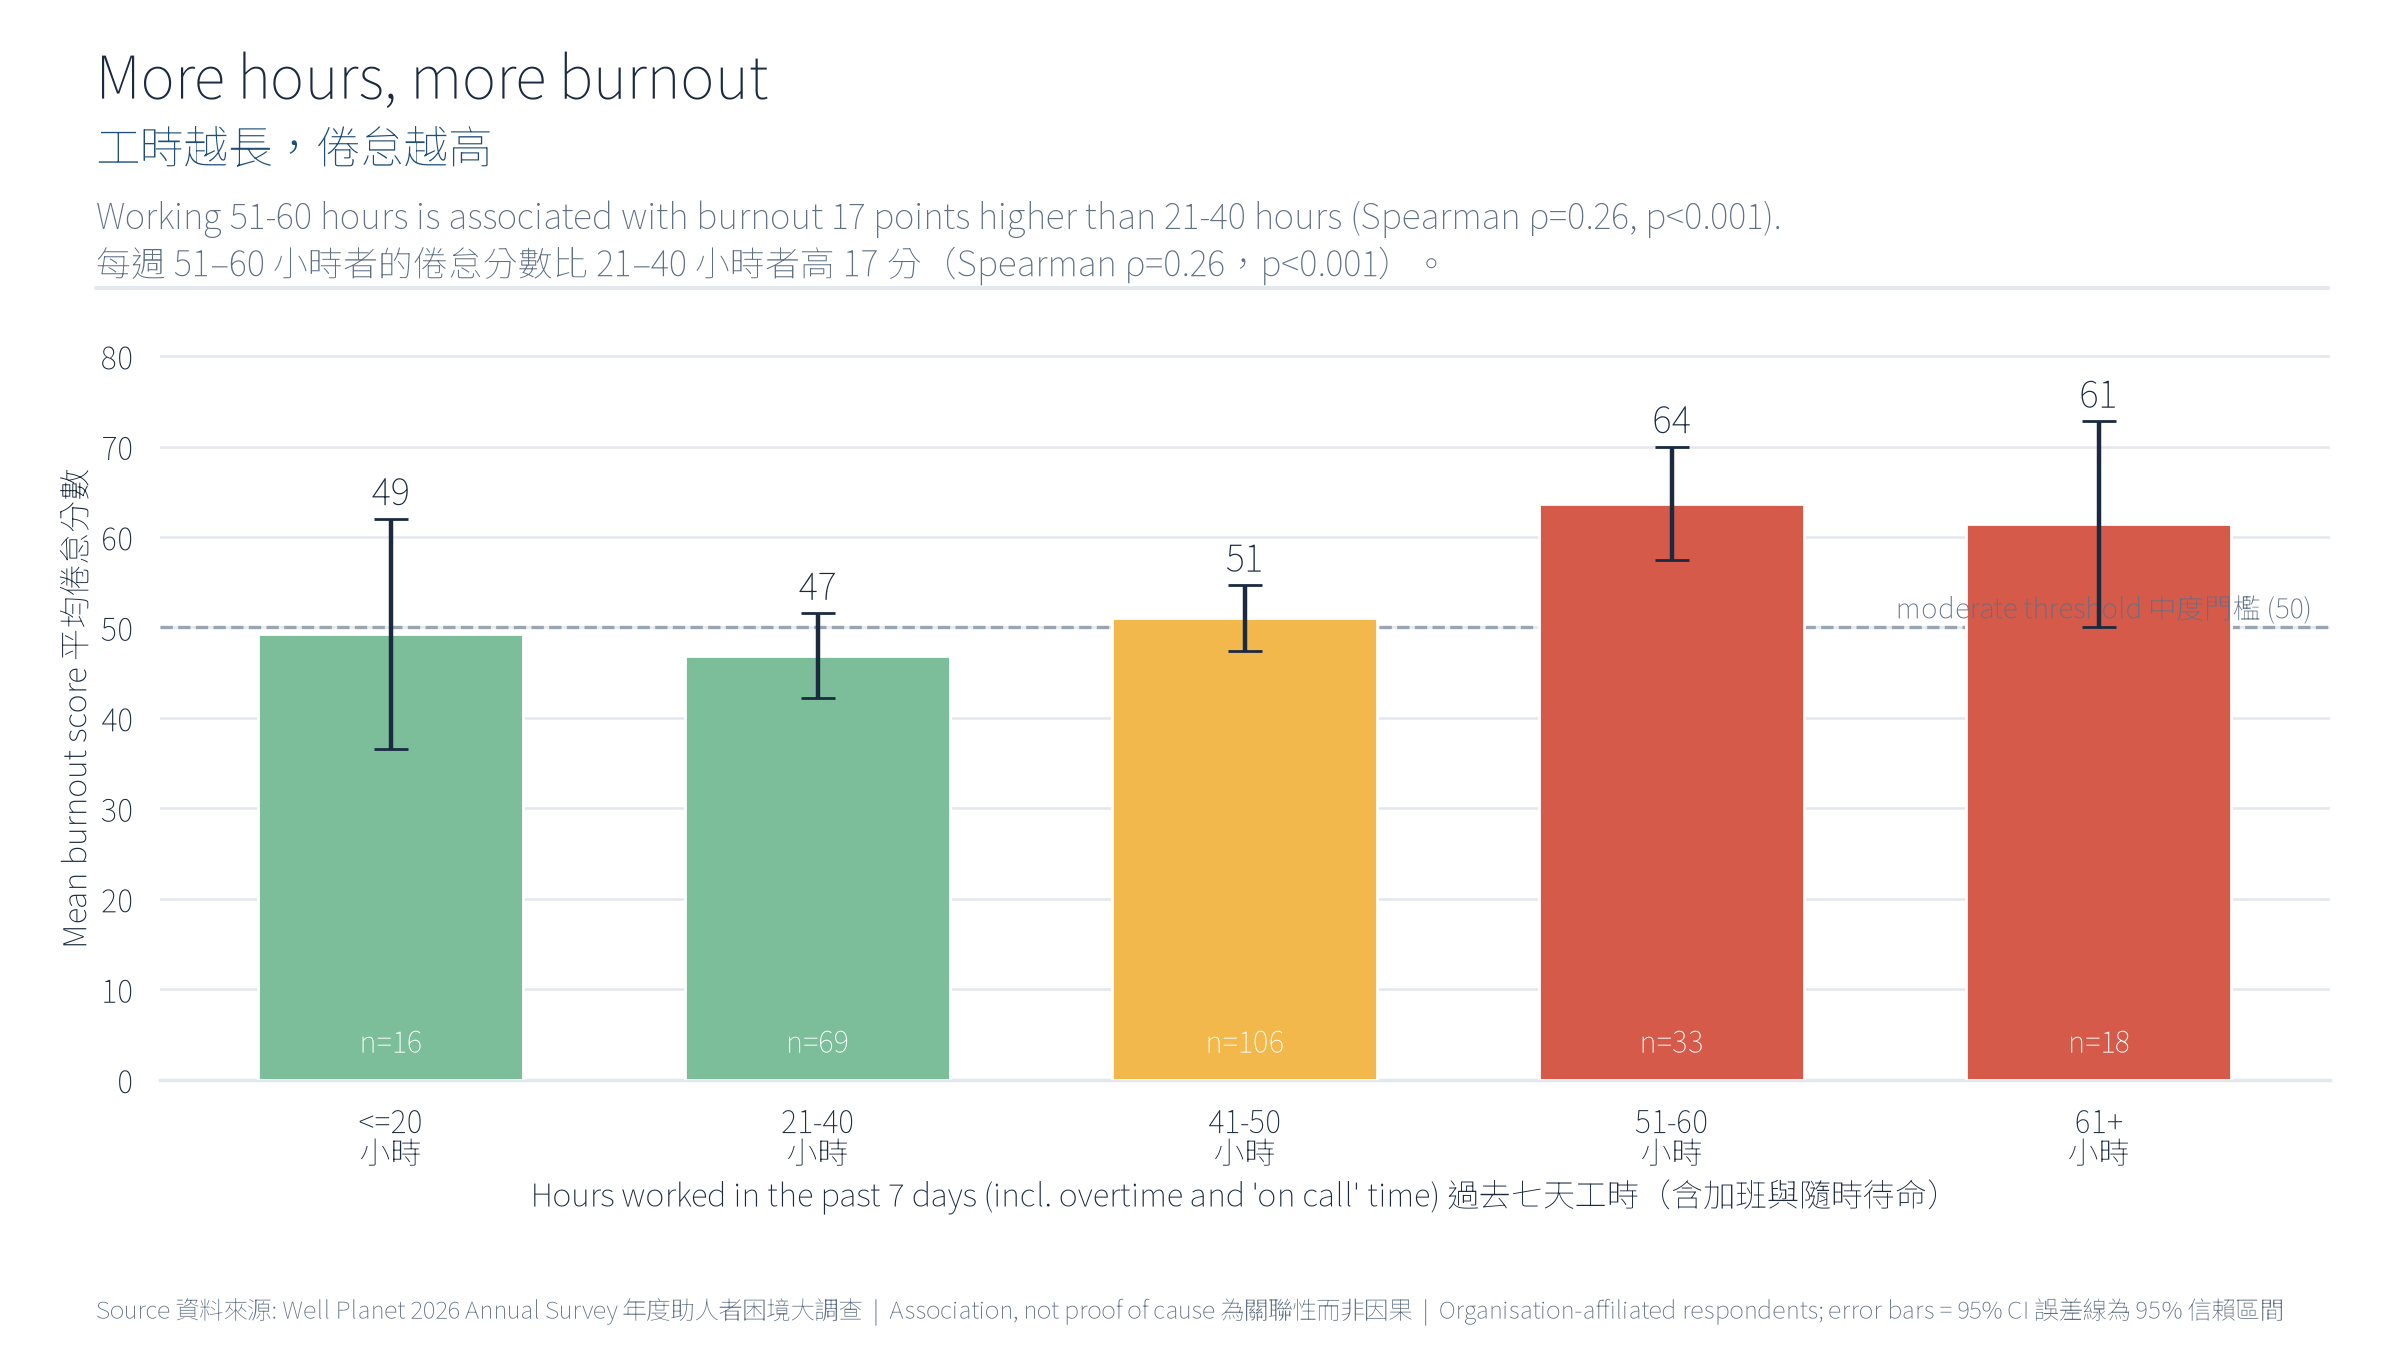 More hours, more burnout
工時越長，倦怠越高
Working 51-60 hours is associated with burnout 17 points higher than 21-40 hours (Spearman ρ=0.26, p<0.001).
每週 51–60 小時者的倦怠分數比 21–40 小時者高 17 分（Spearman ρ=0.26，p<0.001）。
Mean burnout score 平均倦怠分數
80
70
60
50
40
30
20
10
0
49
47
51
64
61
moderate threshold 中度門檻 (50)
n=16
n=69
n=106
n=33
n=18
<=20
小時
21-40
小時
41-50
小時
51-60
小時
61+
小時
Hours worked in the past 7 days (incl. overtime and 'on call' time) 過去七天工時（含加班與隨時待命）
Source 資料來源: Well Planet 2026 Annual Survey 年度助人者困境大調查 | Association, not proof of cause 為關聯性而非因果 | Organisation-affiliated respondents; error bars = 95% CI 誤差線為 95% 信賴區間